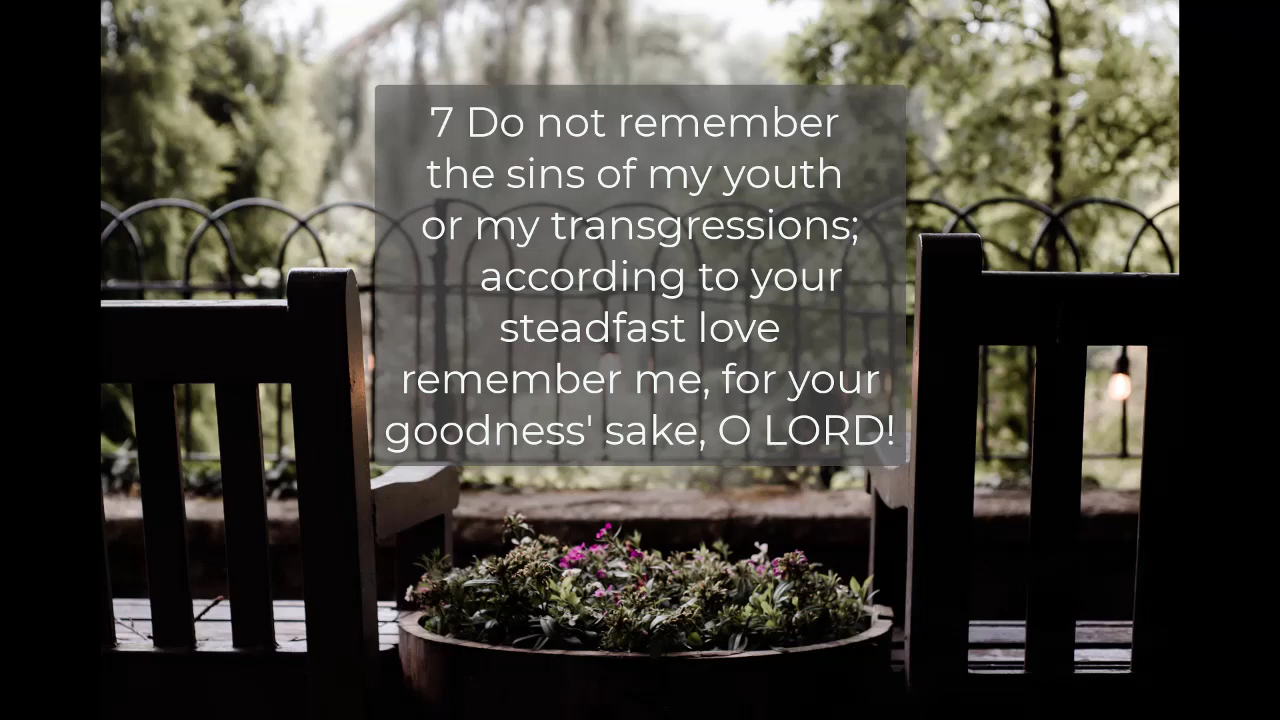 7 Do not remember
the sins of my youth
or my transgressions;
according to your
steadfast love
remember me, for your
goodness' sake, O LORD!